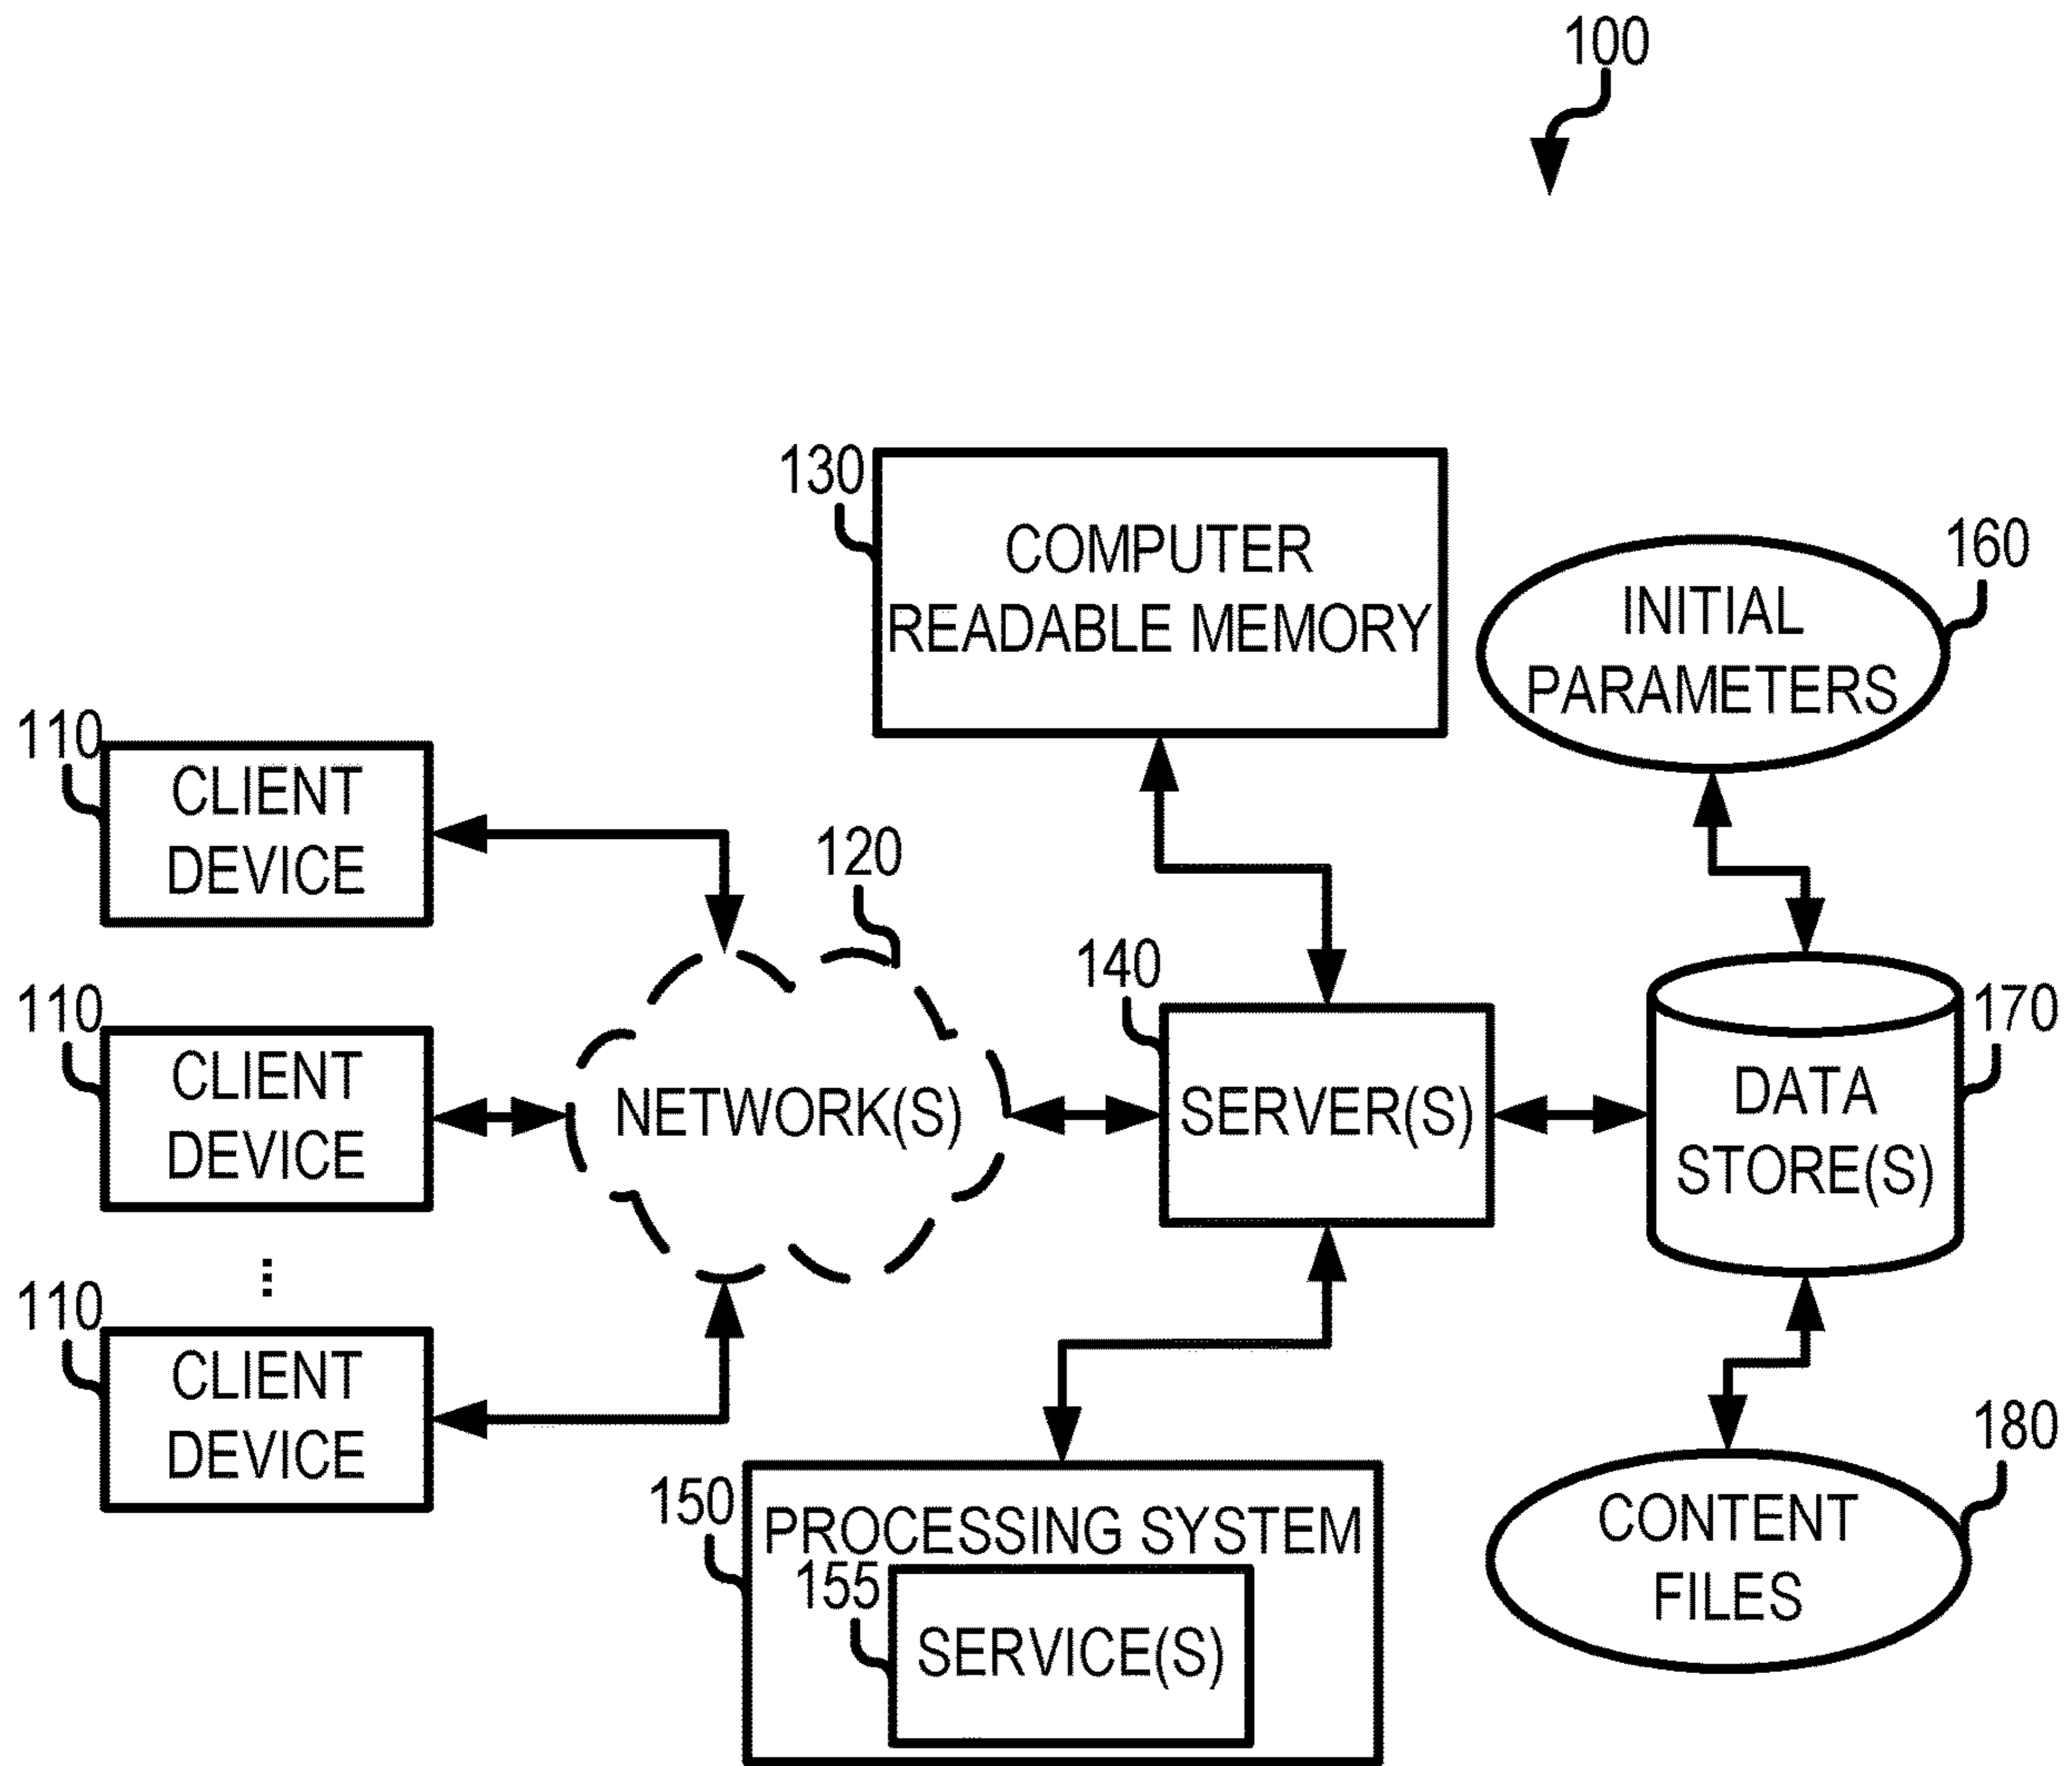 100
130
COMPUTER
READABLE MEMORY
160
INITIAL
PARAMETERS
110
CLIENT
DEVICE
120
110
CLIENT
DEVICE
NETWORK(S)
140
SERVER(S)
170
DATA
STORE(S)
110
CLIENT
DEVICE
150
PROCESSING SYSTEM
155
SERVICE(S)
180
CONTENT
FILES